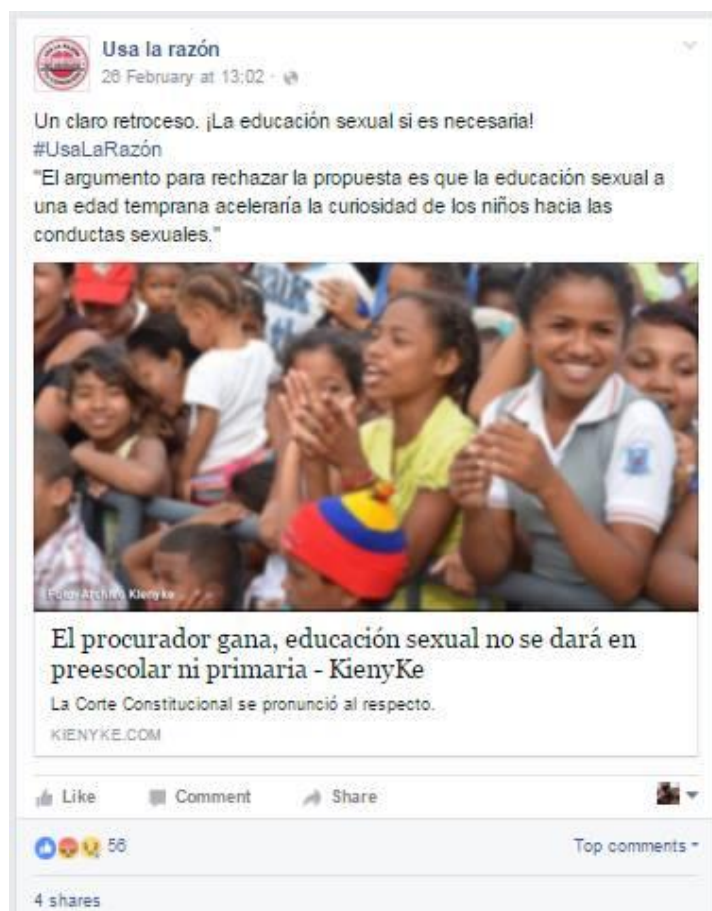 Usa la razón
26 February at 13:02
Un claro retroceso. ¡La educación sexual si es necesaria!
#UsaLaRazón
"El argumento para rechazar la propuesta es que la educación sexual a
una edad temprana aceleraría la curiosidad de los niños hacia las
conductas sexuales."
Foto: Archivo Kienyke
El procurador gana, educación sexual no se dará en
preescolar ni primaria - KienyKe
La Corte Constitucional se pronunció al respecto.
KIENYKE.COM
Like Comment Share
56 Top comments
4 shares